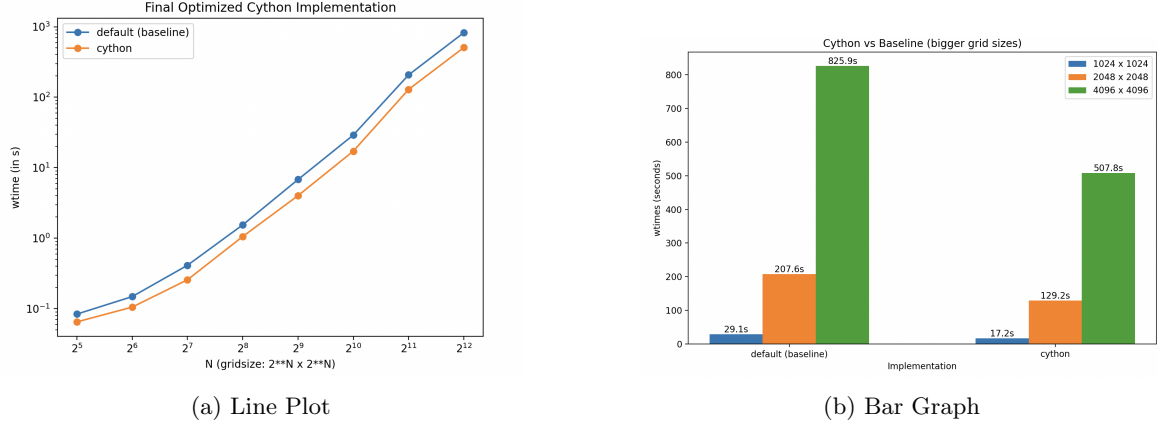 Final Optimized Cython Implementation
default (baseline)
cython
10³
10²
10¹
10⁰
10⁻¹
wtime (in s)
2⁵ 2⁶ 2⁷ 2⁸ 2⁹ 2¹⁰ 2¹¹ 2¹²
N (gridsize: 2**N x 2**N)
(a) Line Plot
Cython vs Baseline (bigger grid sizes)
1024 x 1024
2048 x 2048
4096 x 4096
800
700
600
500
400
300
200
100
0
wtimes (seconds)
29.1s
207.6s
825.9s
17.2s
129.2s
507.8s
default (baseline) cython
Implementation
(b) Bar Graph